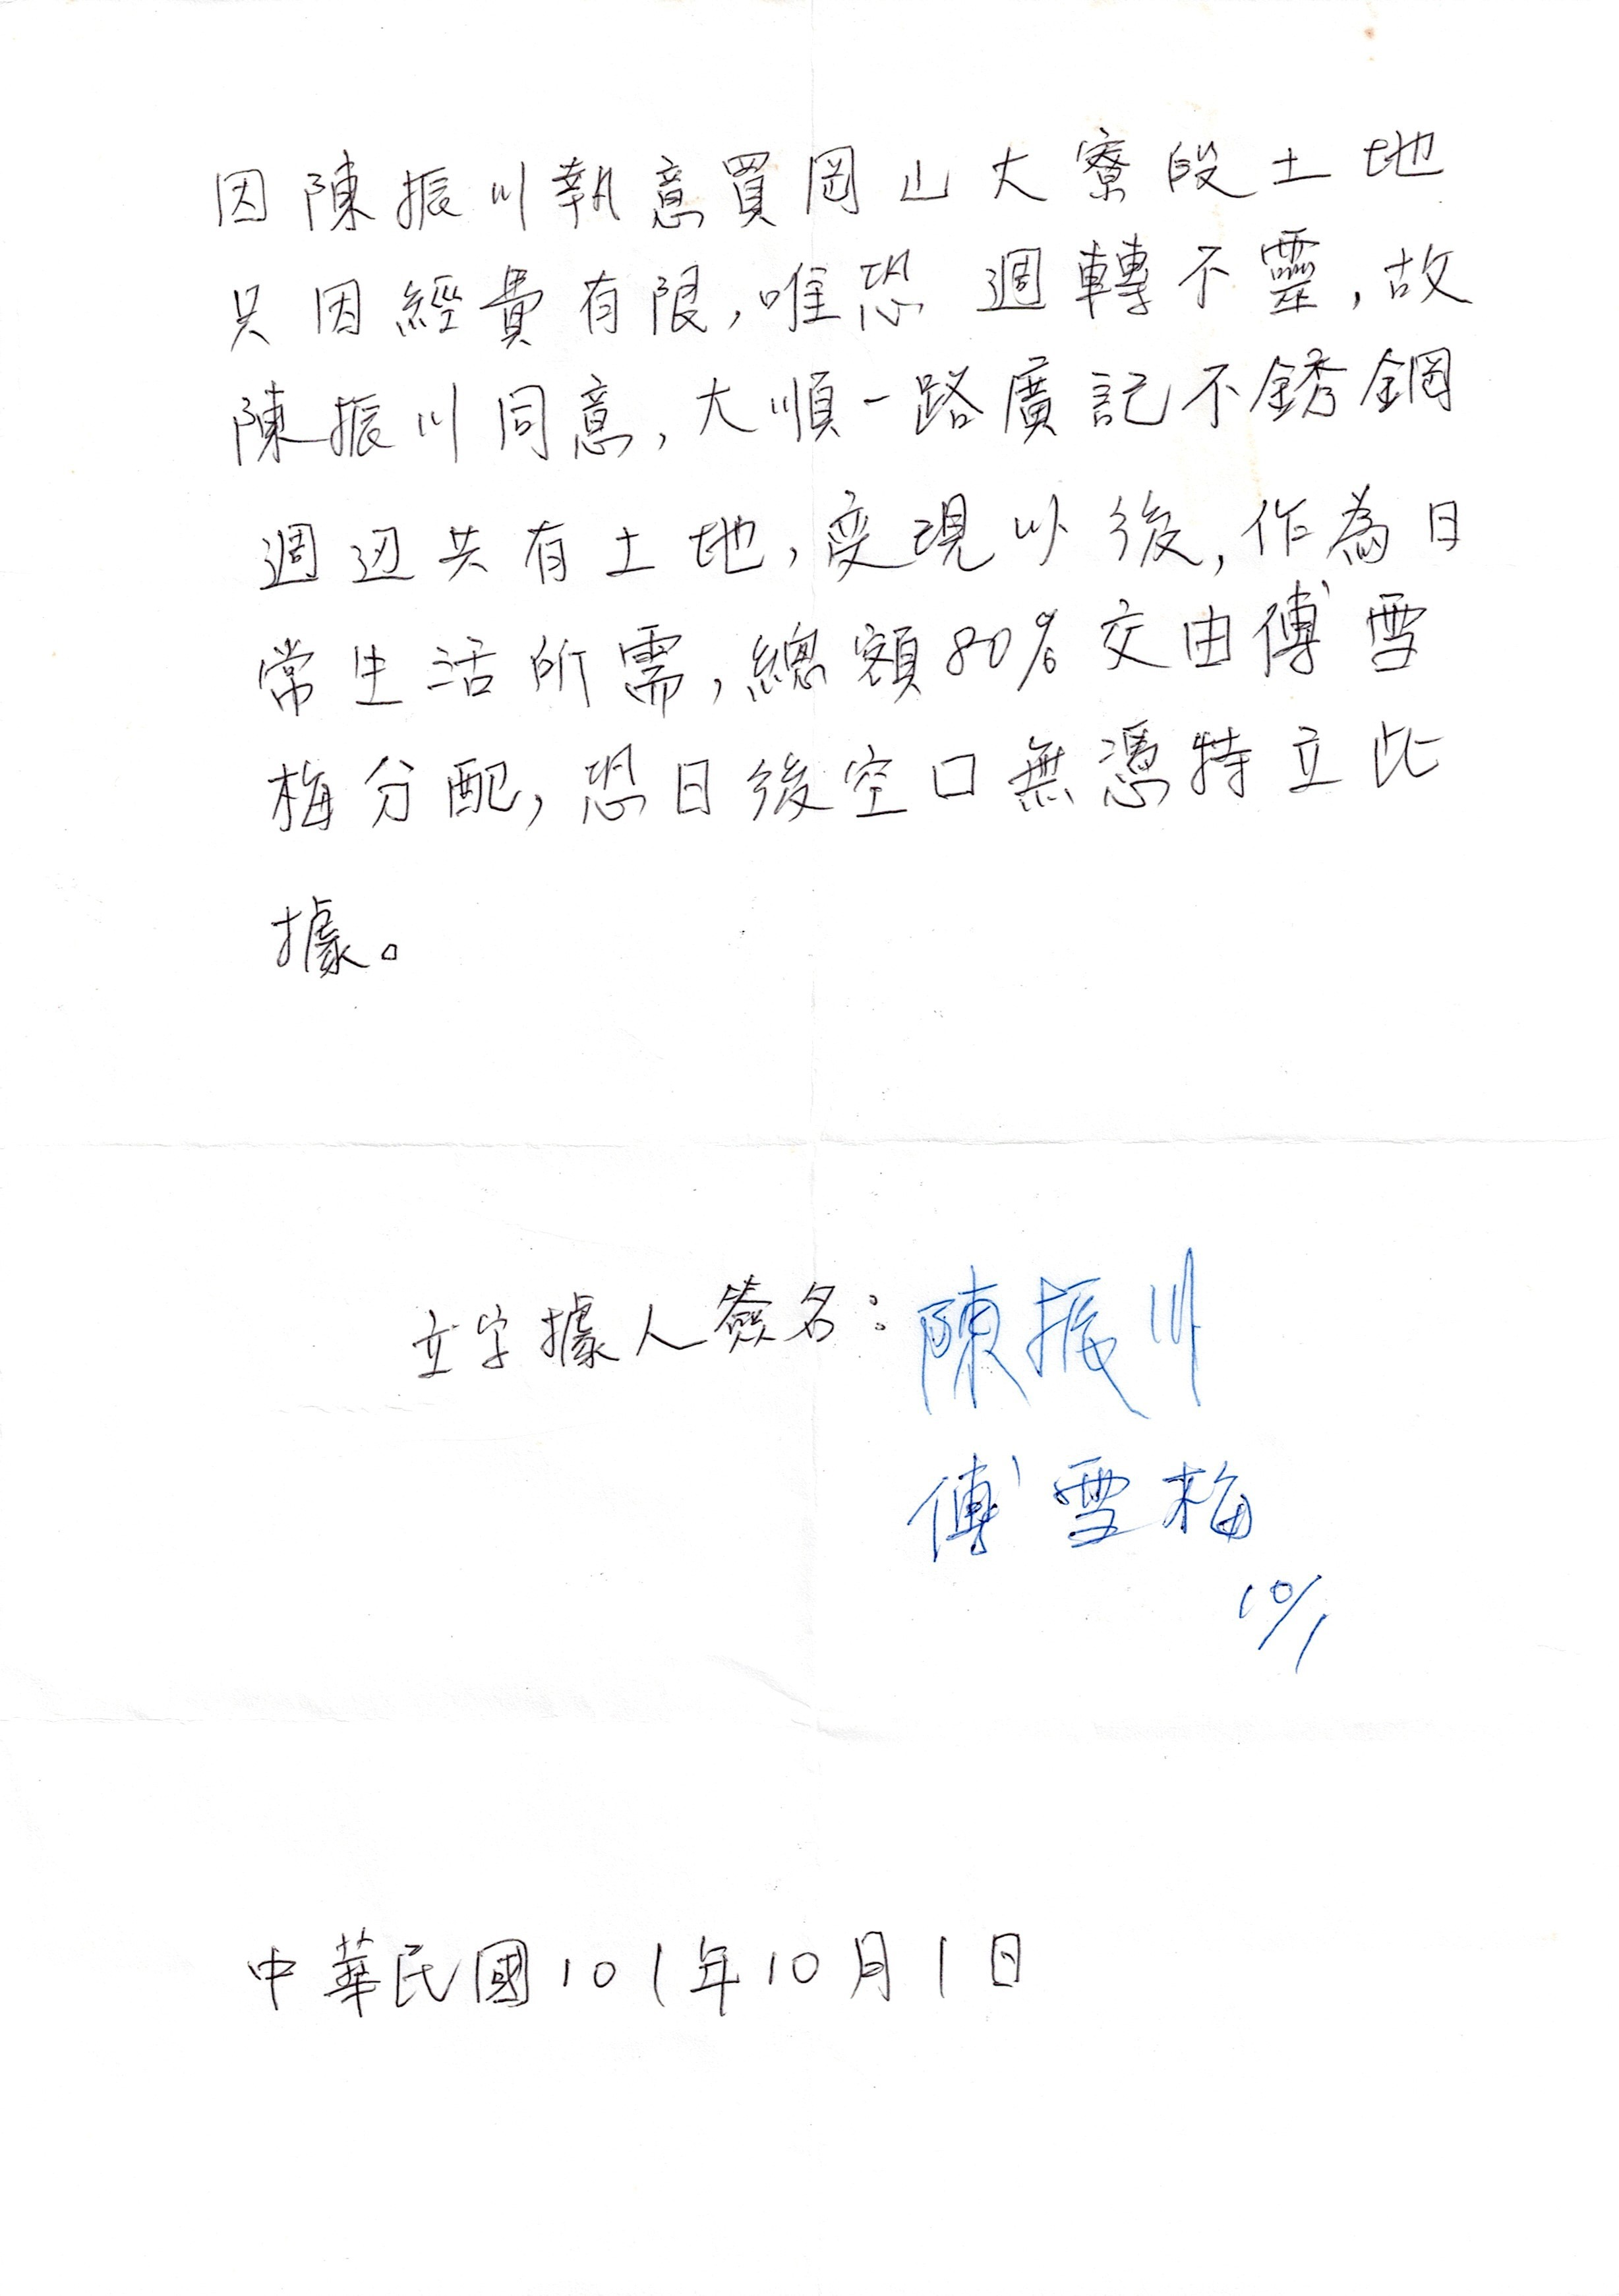 因陳振川執意買岡山大寮段土地
只因經費有限,唯恐週轉不靈,故
陳振川同意,大順一路廣記不銹鋼
週边共有土地,变現以後,作為日
常生活所需,總額80%交由傅雪
梅分配,恐日後空口無憑特立此
據。
立字據人簽名:陳振川
傅雪梅
10/1
中華民國101年10月1日